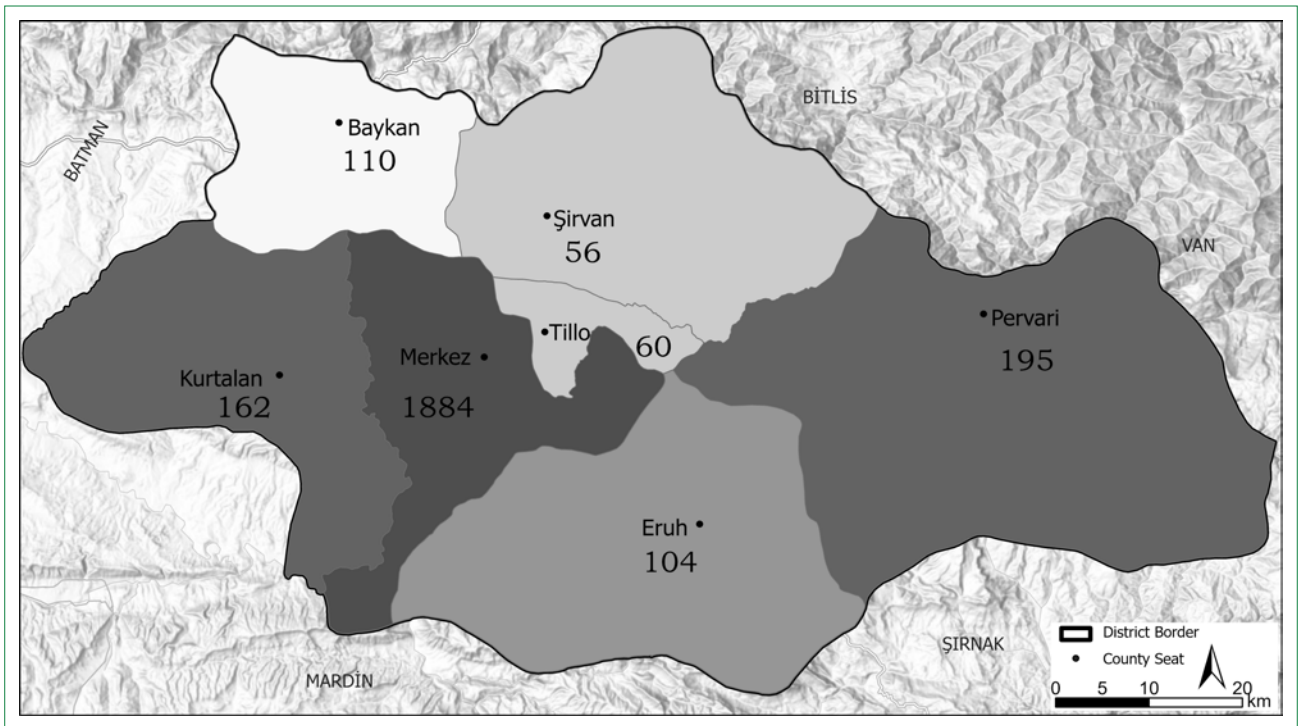 BİTLİS
BATMAN
Baykan
110
Şirvan
56
VAN
Tillo
60
Pervari
195
Merkez
1884
Kurtalan
162
Eruh
104
ŞIRNAK
MARDİN
District Border
County Seat
0 5 10 20
km